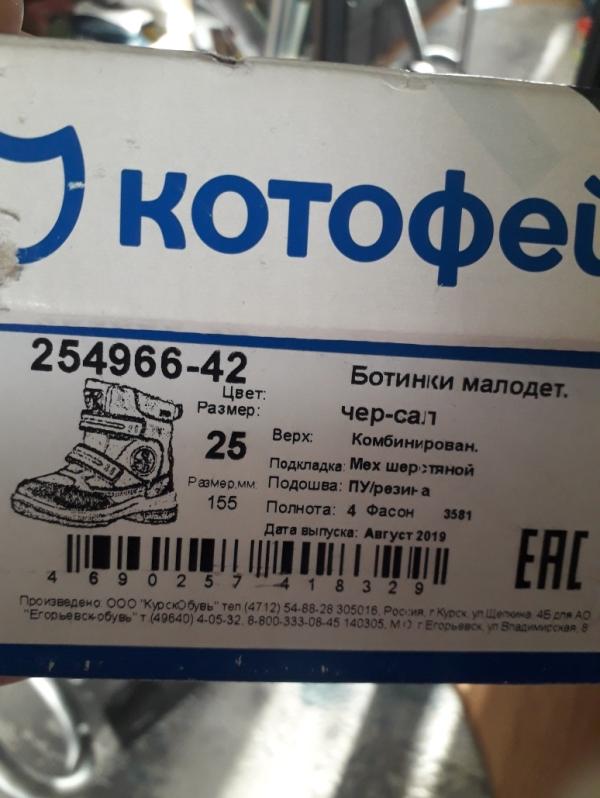 котофей
254966-42
Ботинки малодет.
Цвет: чер-сал
Размер: 25
Верх: Комбинирован.
Подкладка: Мех шерстяной
Размер.мм: 155
Подошва: ПУ/резина
Полнота: 4 Фасон 3581
Дата выпуска: Август 2019
EAC
4 690257 418329
Произведено: ООО "КурскОбувь" тел (4712) 54-88-28 305016, Россия, г.Курск, ул.Щепкина, 4Б для АО
"Егорьевск-обувь" т.(49640) 4-05-32, 8-800-333-08-45 140305, М.О. г.Егорьевск, ул Владимирская, 8